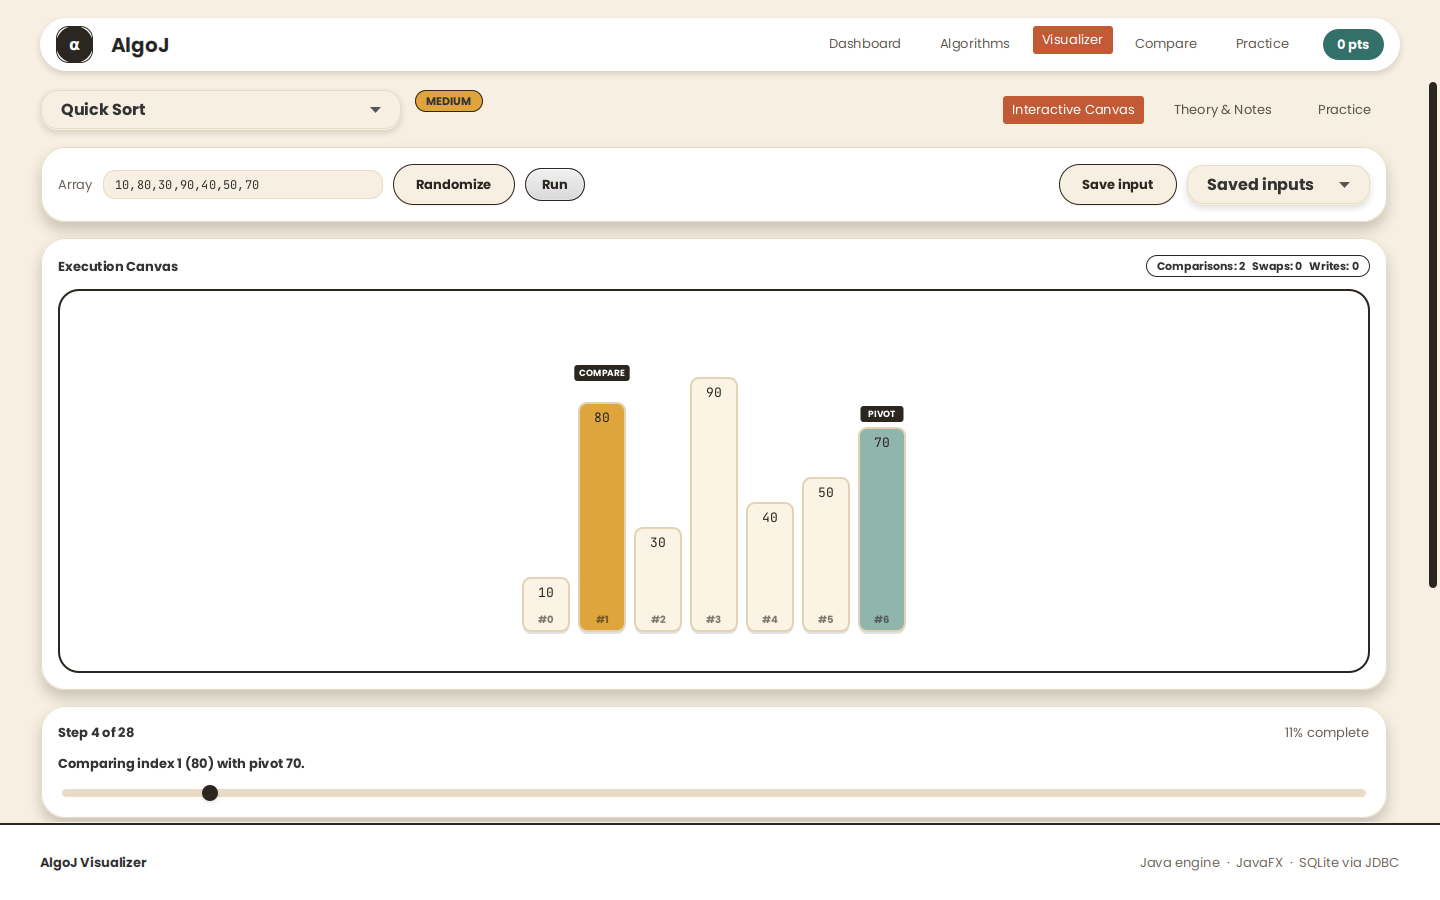 α AlgoJ Dashboard Algorithms Visualizer Compare Practice 0 pts
Quick Sort MEDIUM Interactive Canvas Theory & Notes Practice
Array 10,80,30,90,40,50,70 Randomize Run Save input Saved inputs
Execution Canvas Comparisons: 2 Swaps: 0 Writes: 0
COMPARE
90
80 PIVOT
70
50
40
30
10
#0 #1 #2 #3 #4 #5 #6
Step 4 of 28 11% complete
Comparing index 1 (80) with pivot 70.
AlgoJ Visualizer Java engine · JavaFX · SQLite via JDBC